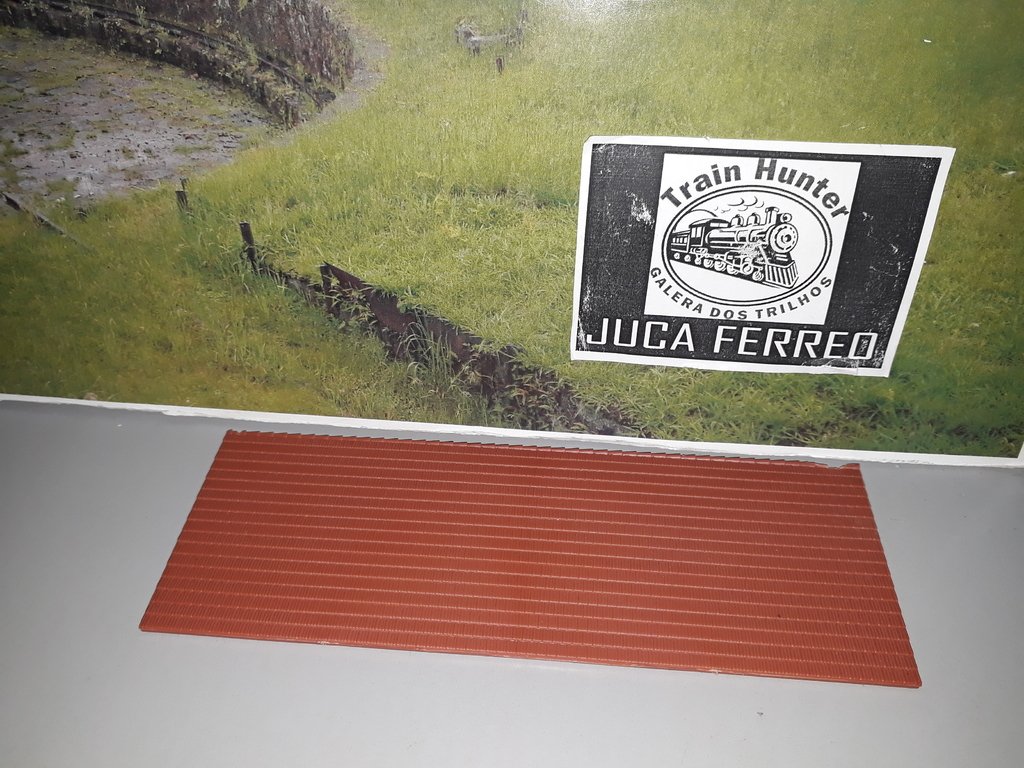 Train Hunter
GALERA DOS TRILHOS
JUCA FERREO